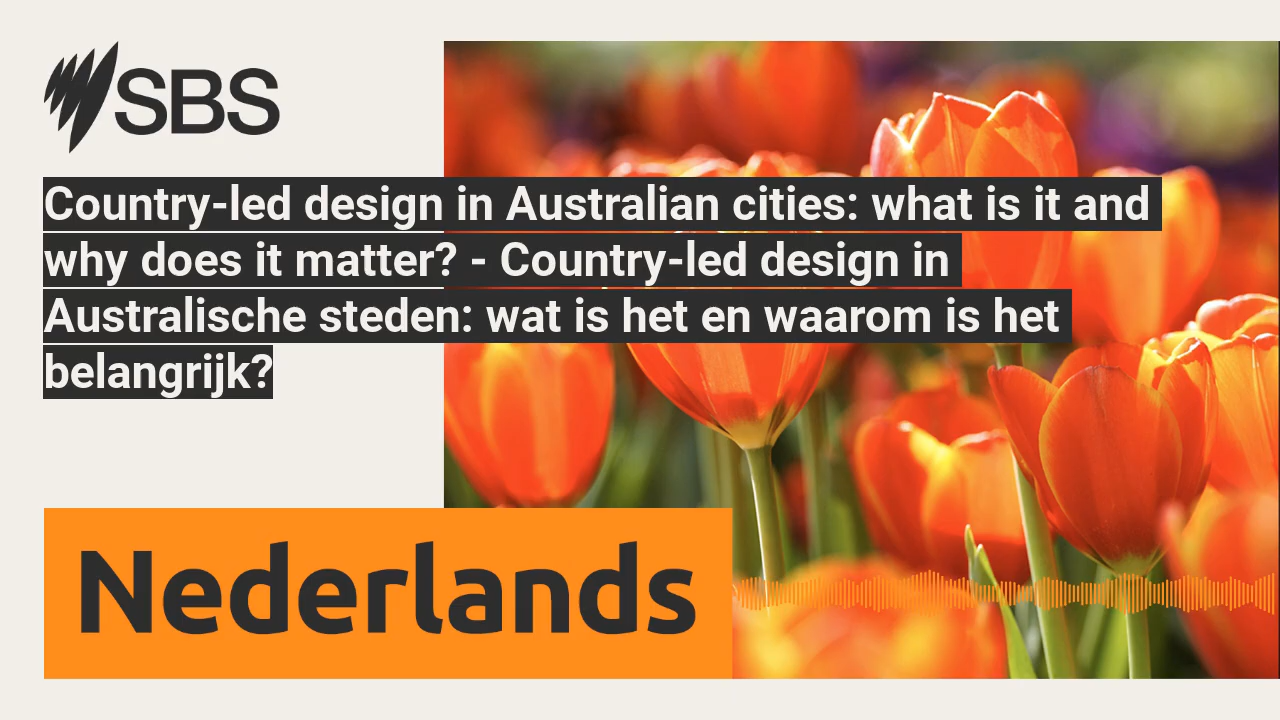 SBS
Country-led design in Australian cities: what is it and
why does it matter? - Country-led design in
Australische steden: wat is het en waarom is het
belangrijk?
Nederlands